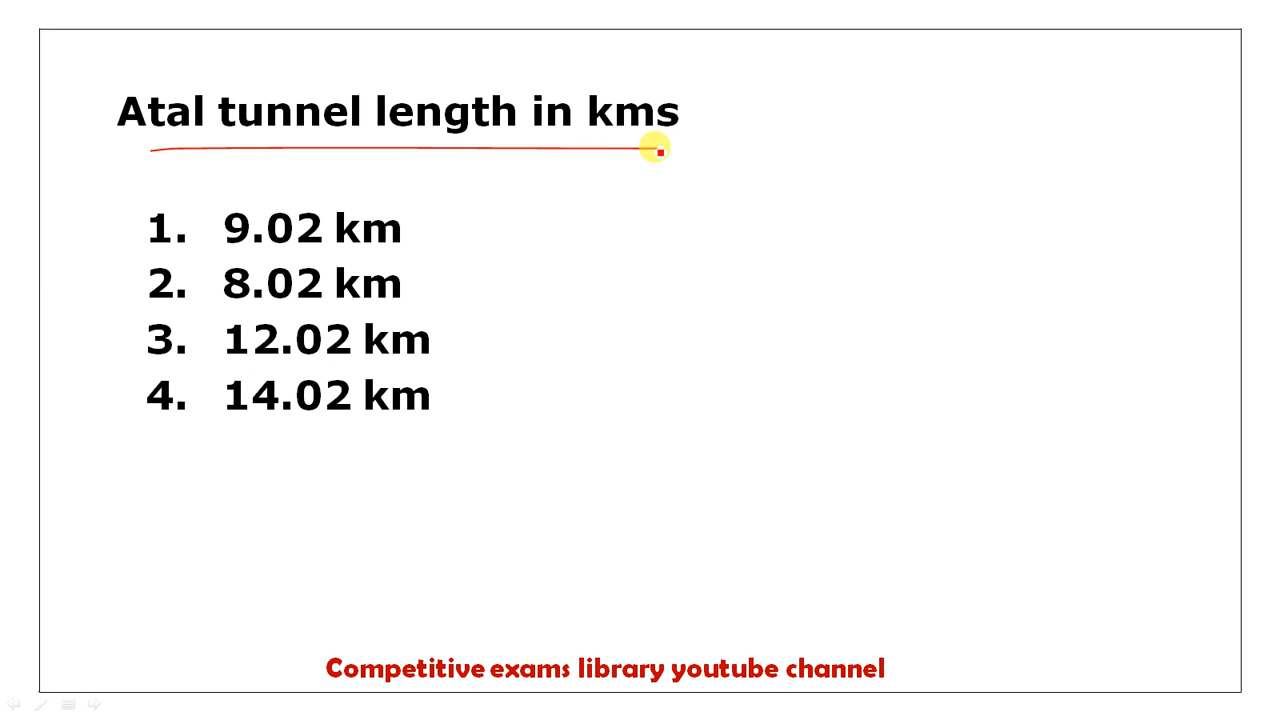 Atal tunnel length in kms
1. 9.02 km
2. 8.02 km
3. 12.02 km
4. 14.02 km
Competitive exams library youtube channel